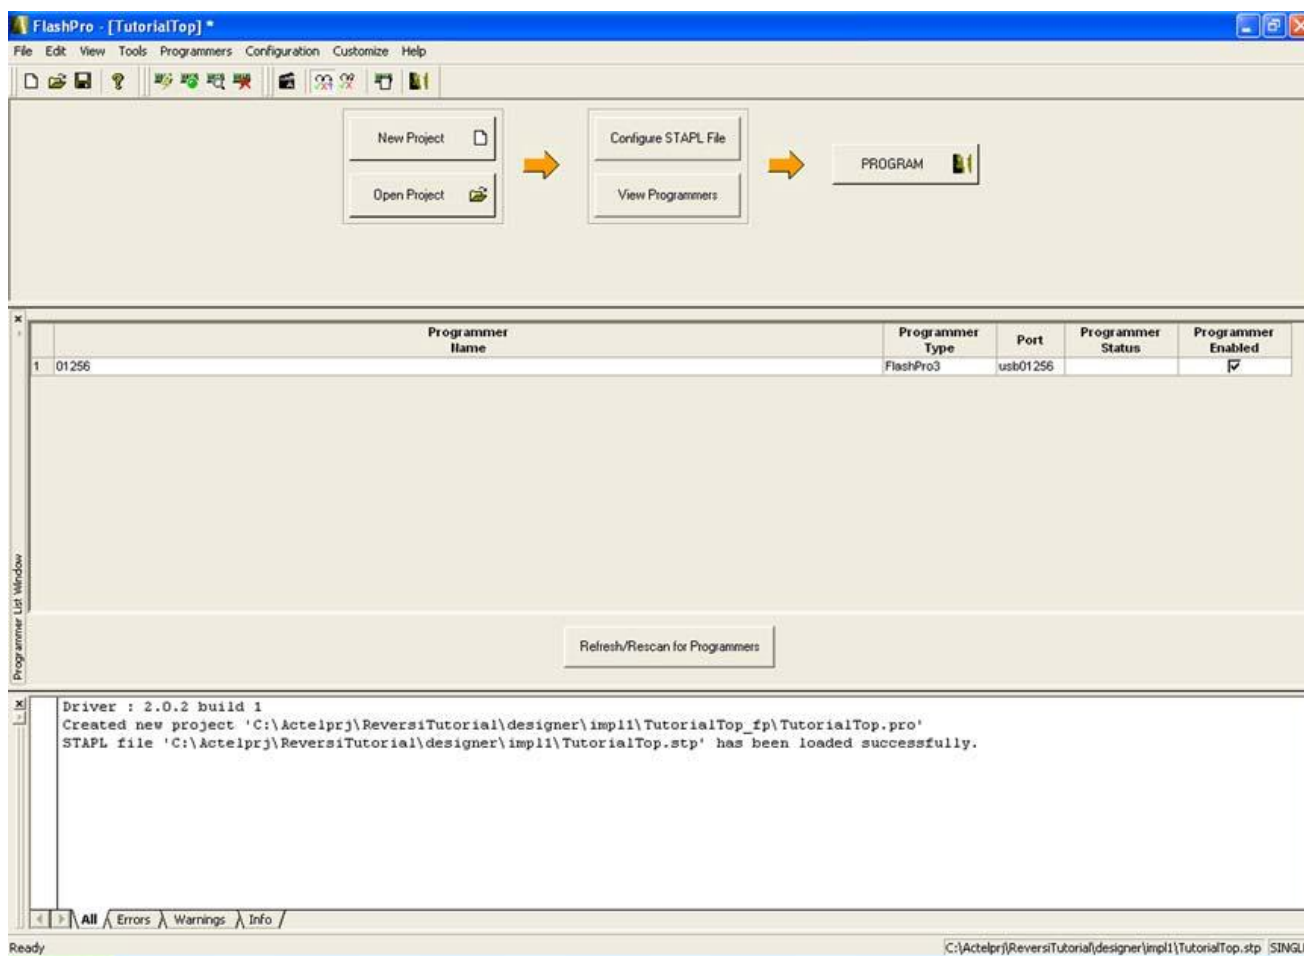 FlashPro - [TutorialTop] *
File Edit View Tools Programmers Configuration Customize Help
New Project
Open Project
Configure STAPL File
View Programmers
PROGRAM
Programmer Name
Programmer Type
Port
Programmer Status
Programmer Enabled
1 01256 FlashPro3 usb01256
Programmer List Window
Refresh/Rescan for Programmers
Driver : 2.0.2 build 1
Created new project 'C:\Actelprj\ReversiTutorial\designer\impl1\TutorialTop_fp\TutorialTop.pro'
STAPL file 'C:\Actelprj\ReversiTutorial\designer\impl1\TutorialTop.stp' has been loaded successfully.
All Errors Warnings Info
Ready
C:\Actelprj\ReversiTutorial\designer\impl1\TutorialTop.stp SINGL